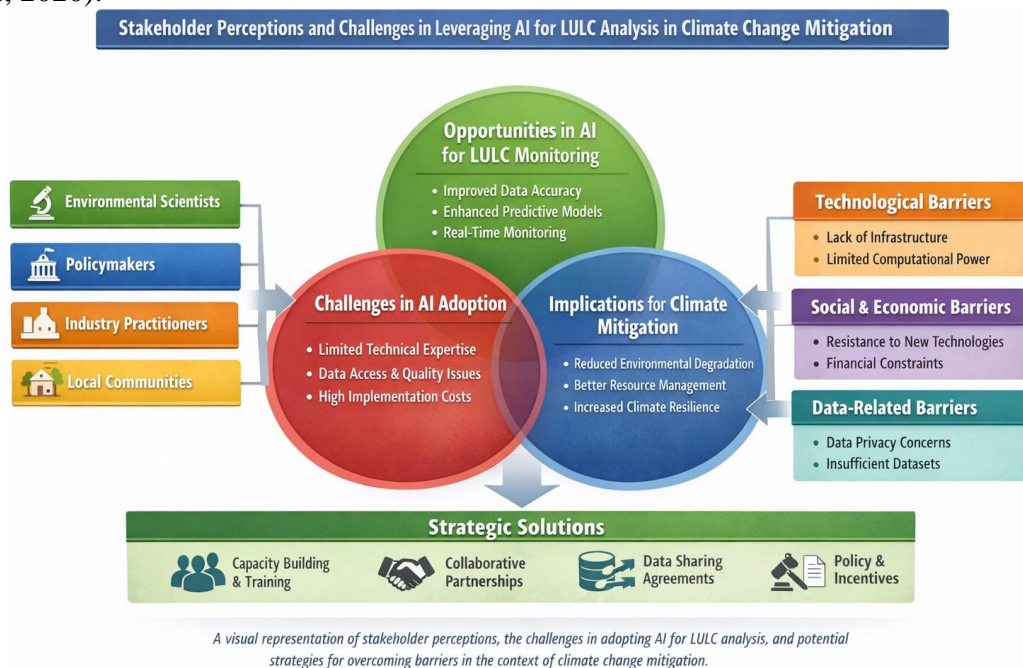 2020).
Stakeholder Perceptions and Challenges in Leveraging AI for LULC Analysis in Climate Change Mitigation
Opportunities in AI
for LULC Monitoring
• Improved Data Accuracy
• Enhanced Predictive Models
• Real-Time Monitoring
Environmental Scientists
Policymakers
Industry Practitioners
Local Communities
Challenges in AI Adoption
• Limited Technical Expertise
• Data Access & Quality Issues
• High Implementation Costs
Implications for Climate
Mitigation
• Reduced Environmental Degradation
• Better Resource Management
• Increased Climate Resilience
Technological Barriers
• Lack of Infrastructure
• Limited Computational Power
Social & Economic Barriers
• Resistance to New Technologies
• Financial Constraints
Data-Related Barriers
• Data Privacy Concerns
• Insufficient Datasets
Strategic Solutions
Capacity Building
& Training
Collaborative
Partnerships
Data Sharing
Agreements
Policy &
Incentives
A visual representation of stakeholder perceptions, the challenges in adopting AI for LULC analysis, and potential
strategies for overcoming barriers in the context of climate change mitigation.